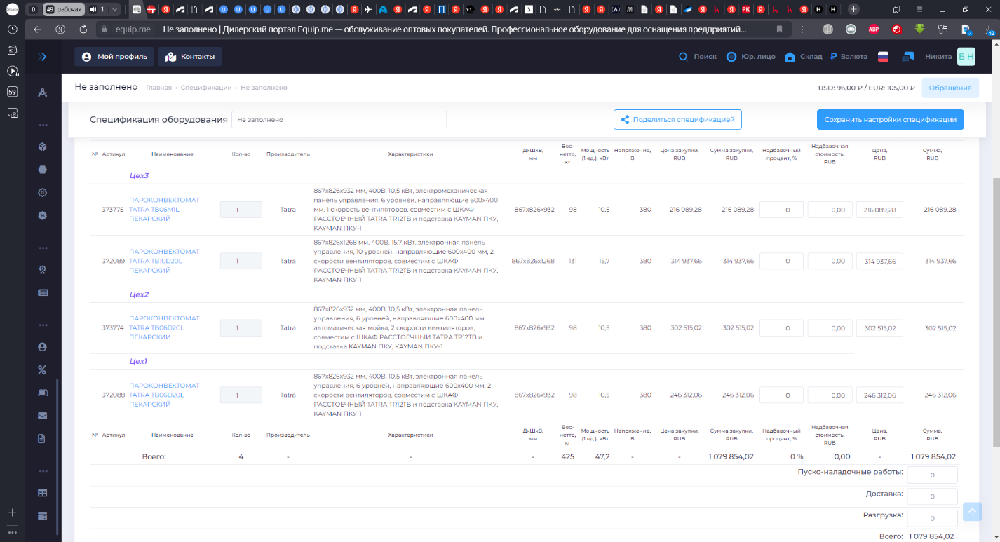 0 49 рабочая 1
equip.me Не заполнено | Дилерский портал Equip.me — обслуживание оптовых покупателей. Профессиональное оборудование для оснащения предприятий... ABP 13
59
Мой профиль Контакты Поиск Юр. лицо Склад Валюта Никита Б Н
Не заполнено Главная • Спецификации • Не заполнено USD: 96,00 ₽ / EUR: 105,00 ₽ Обращение
Спецификация оборудования Не заполнено Поделиться спецификацией Сохранить настройки спецификации
№ Артикул Наименование Кол-во Производитель Характеристики ДxШxВ, мм Вес-нетто, кг Мощность (1 ед.), кВт Напряжение, В Цена закупки, RUB Сумма закупки, RUB Надбавочный процент, % Надбавочная стоимость, RUB Цена, RUB Сумма, RUB
Цех3
867x826x932 мм, 400В, 10,5 кВт, электромеханическая
ПАРОКОНВЕКТОМАТ панель управления, 6 уровней, направляющие 600x400
373775 TATRA TB06M1L 1 Tatra мм, 1 скорость вентиляторов, совместим с ШКАФ 867x826x932 98 10,5 380 216 089,28 216 089,28 0 0,00 216 089,28 216 089,28
ПЕКАРСКИЙ РАССТОЕЧНЫЙ TATRA TR12TB и подставка KAYMAN ПКУ,
KAYMAN ПКУ-1
867x826x1268 мм, 400В, 15,7 кВт, электронная панель
ПАРОКОНВЕКТОМАТ управления, 10 уровней, направляющие 600x400 мм, 2
372089 TATRA TB10D20L 1 Tatra скорости вентиляторов, совместим с ШКАФ 867x826x1268 131 15,7 380 314 937,66 314 937,66 0 0,00 314 937,66 314 937,66
ПЕКАРСКИЙ РАССТОЕЧНЫЙ TATRA TR12TB и подставка KAYMAN ПКУ,
KAYMAN ПКУ-1
Цех2
867x826x932 мм, 400В, 10,5 кВт, электронная панель
ПАРОКОНВЕКТОМАТ управления, 6 уровней, направляющие 600x400 мм,
373774 TATRA TB06D2CL 1 Tatra автоматическая мойка, 2 скорости вентиляторов, 867x826x932 98 10,5 380 302 515,02 302 515,02 0 0,00 302 515,02 302 515,02
ПЕКАРСКИЙ совместим с ШКАФ РАССТОЕЧНЫЙ TATRA TR12TB и
подставка KAYMAN ПКУ, KAYMAN ПКУ-1
Цех1
867x826x932 мм, 400В, 10,5 кВт, электронная панель
ПАРОКОНВЕКТОМАТ управления, 6 уровней, направляющие 600x400 мм, 2
372088 TATRA TB06D20L 1 Tatra скорости вентиляторов, совместим с ШКАФ 867x826x932 98 10,5 380 246 312,06 246 312,06 0 0,00 246 312,06 246 312,06
ПЕКАРСКИЙ РАССТОЕЧНЫЙ TATRA TR12TB и подставка KAYMAN ПКУ,
KAYMAN ПКУ-1
№ Артикул Наименование Кол-во Производитель Характеристики ДxШxВ, мм Вес-нетто, кг Мощность (1 ед.), кВт Напряжение, В Цена закупки, RUB Сумма закупки, RUB Надбавочный процент, % Надбавочная стоимость, RUB Цена, RUB Сумма, RUB
Всего: 4 - - - 425 47,2 - - 1 079 854,02 0 % 0,00 - 1 079 854,02
Пуско-наладочные работы: 0
Доставка: 0
Разгрузка: 0
Всего: 1 079 854,02